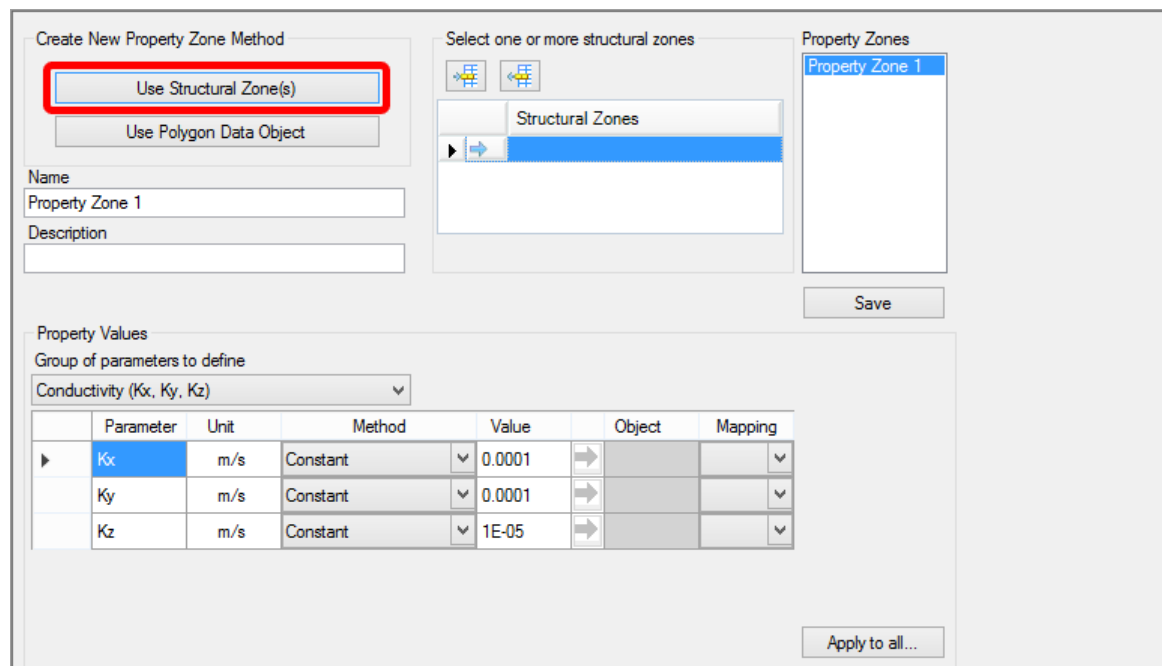 Create New Property Zone Method
Use Structural Zone(s)
Use Polygon Data Object
Name
Property Zone 1
Description
Select one or more structural zones
Structural Zones
Property Zones
Property Zone 1
Save
Property Values
Group of parameters to define
Conductivity (Kx, Ky, Kz)
Parameter Unit Method Value Object Mapping
Kx m/s Constant 0.0001
Ky m/s Constant 0.0001
Kz m/s Constant 1E-05
Apply to all...